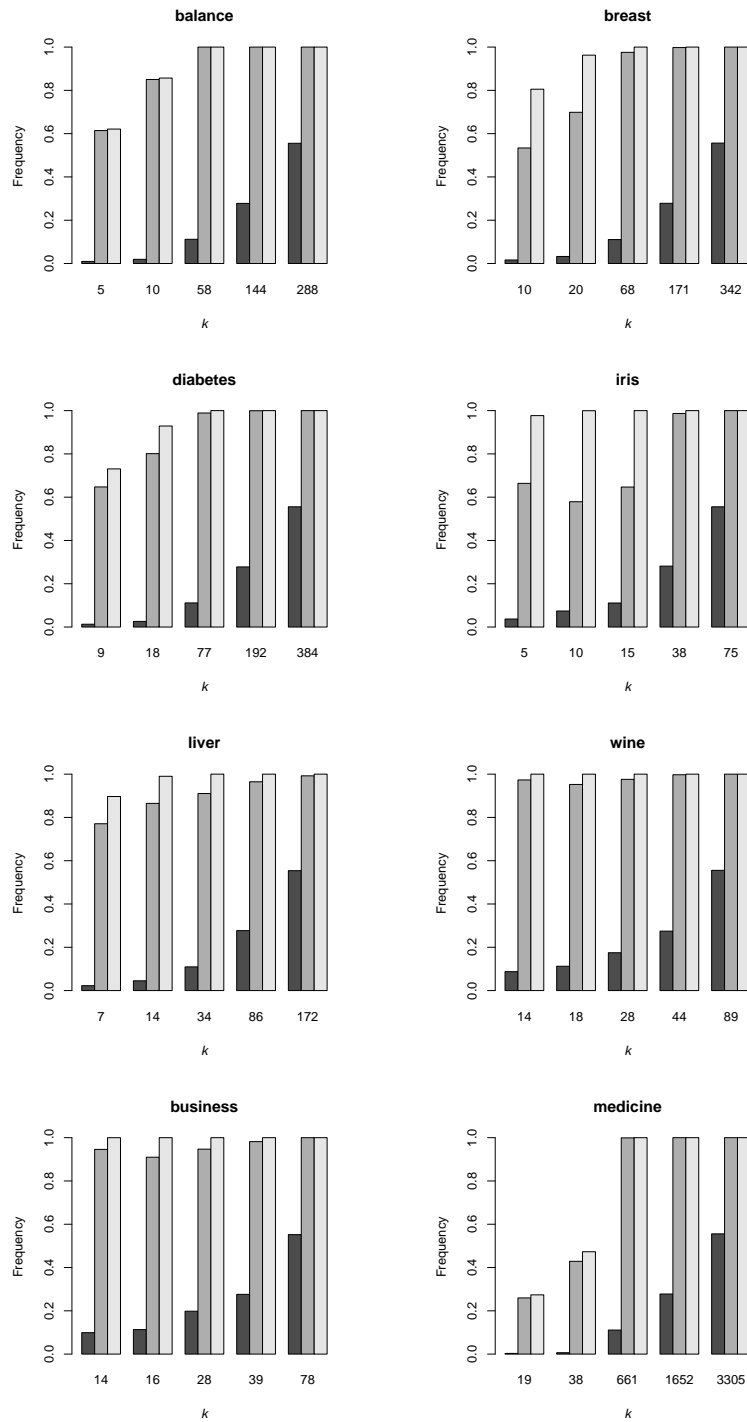 balance
Frequency
1.0
0.8
0.6
0.4
0.2
0.0
5 10 58 144 288
k
breast
Frequency
1.0
0.8
0.6
0.4
0.2
0.0
10 20 68 171 342
k
diabetes
Frequency
1.0
0.8
0.6
0.4
0.2
0.0
9 18 77 192 384
k
iris
Frequency
1.0
0.8
0.6
0.4
0.2
0.0
5 10 15 38 75
k
liver
Frequency
1.0
0.8
0.6
0.4
0.2
0.0
7 14 34 86 172
k
wine
Frequency
1.0
0.8
0.6
0.4
0.2
0.0
14 18 28 44 89
k
business
Frequency
1.0
0.8
0.6
0.4
0.2
0.0
14 16 28 39 78
k
medicine
Frequency
1.0
0.8
0.6
0.4
0.2
0.0
19 38 661 1652 3305
k